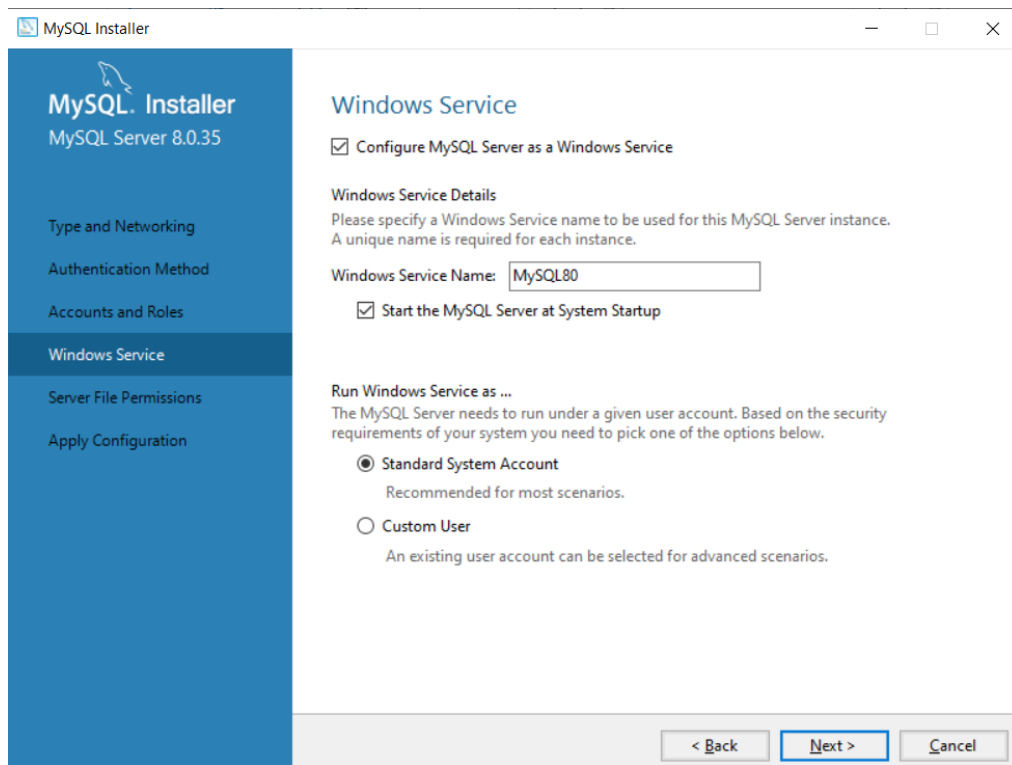 MySQL Installer
MySQL. Installer
MySQL Server 8.0.35
Type and Networking
Authentication Method
Accounts and Roles
Windows Service
Server File Permissions
Apply Configuration
Windows Service
Configure MySQL Server as a Windows Service
Windows Service Details
Please specify a Windows Service name to be used for this MySQL Server instance.
A unique name is required for each instance.
Windows Service Name: MySQL80
Start the MySQL Server at System Startup
Run Windows Service as ...
The MySQL Server needs to run under a given user account. Based on the security
requirements of your system you need to pick one of the options below.
Standard System Account
Recommended for most scenarios.
Custom User
An existing user account can be selected for advanced scenarios.
< Back Next > Cancel